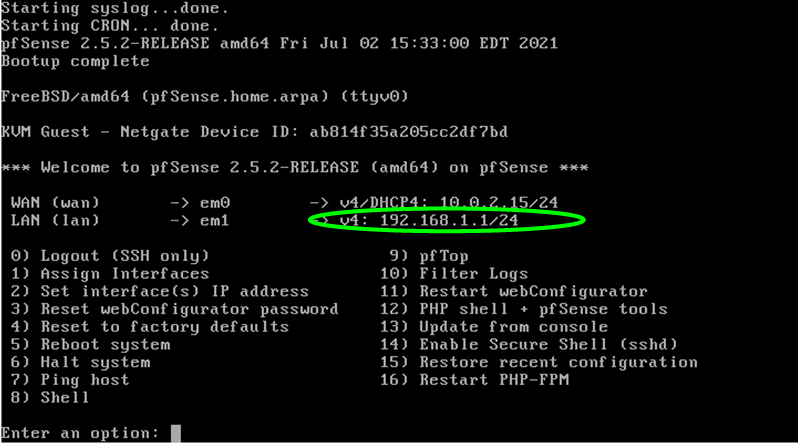 Starting syslog...done.
Starting CRON... done.
pfSense 2.5.2-RELEASE amd64 Fri Jul 02 15:33:00 EDT 2021
Bootup complete
FreeBSD/amd64 (pfSense.home.arpa) (ttyv0)
KVM Guest - Netgate Device ID: ab814f35a205cc2df7bd
*** Welcome to pfSense 2.5.2-RELEASE (amd64) on pfSense ***
WAN (wan) -> em0 -> v4/DHCP4: 10.0.2.15/24
LAN (lan) -> em1 -> v4: 192.168.1.1/24
0) Logout (SSH only) 9) pfTop
1) Assign Interfaces 10) Filter Logs
2) Set interface(s) IP address 11) Restart webConfigurator
3) Reset webConfigurator password 12) PHP shell + pfSense tools
4) Reset to factory defaults 13) Update from console
5) Reboot system 14) Enable Secure Shell (sshd)
6) Halt system 15) Restore recent configuration
7) Ping host 16) Restart PHP-FPM
8) Shell
Enter an option: